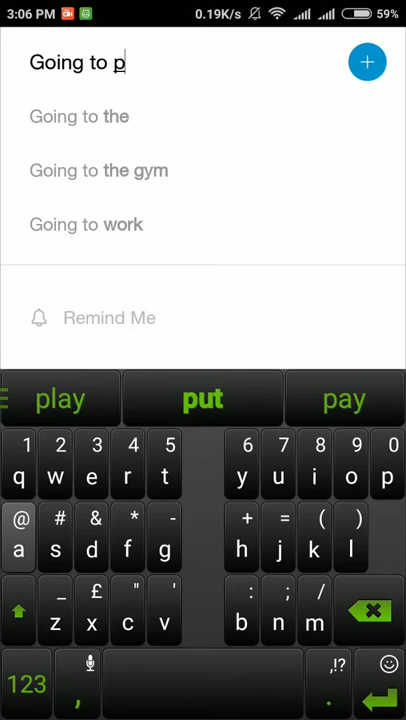 3:06 PM 0.19K/s 59%
Going to p
Going to the
Going to the gym
Going to work
Remind Me
play put pay
1 2 3 4 5 6 7 8 9 0
q w e r t y u i o p
@ # & * - + = ( )
a s d f g h j k l
_ £ " ' : ; /
z x c v b n m
123 , ,!? .